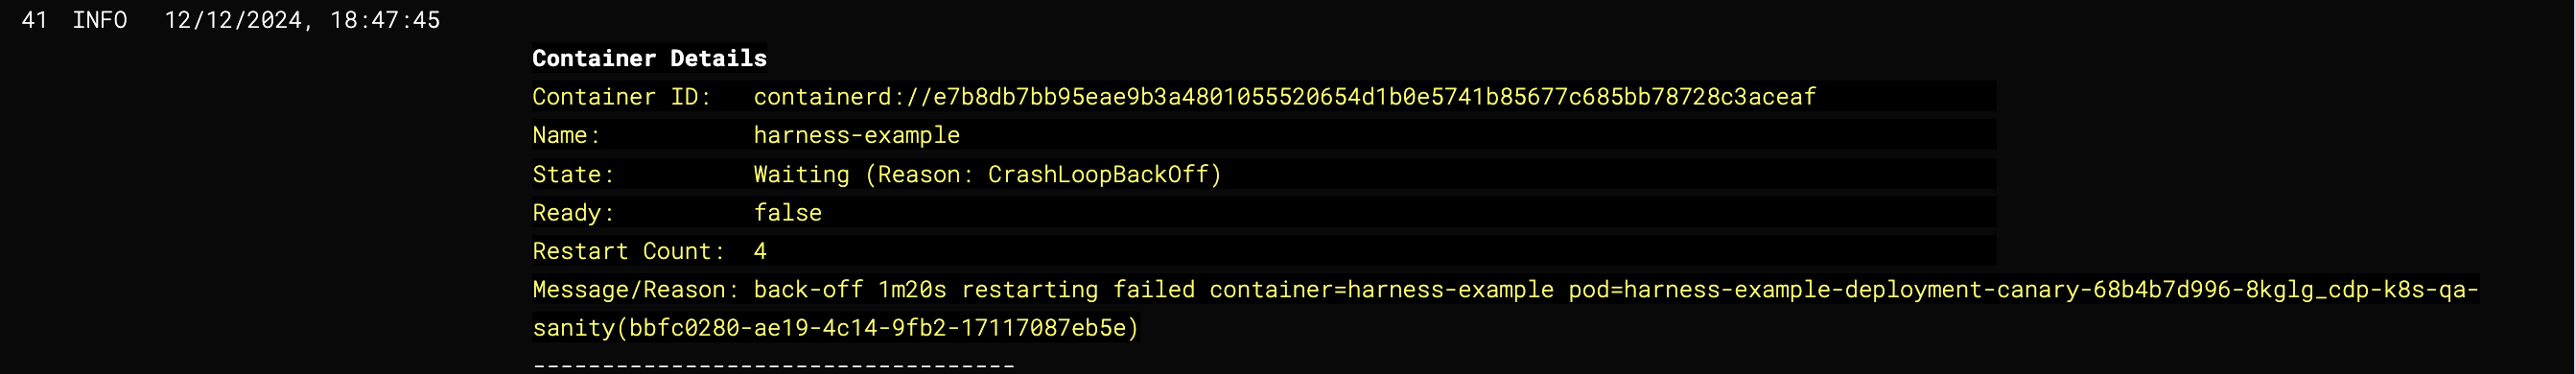 41 INFO 12/12/2024, 18:47:45
Container Details
Container ID: containerd://e7b8db7bb95eae9b3a4801055520654d1b0e5741b85677c685bb78728c3aceaf
Name: harness-example
State: Waiting (Reason: CrashLoopBackOff)
Ready: false
Restart Count: 4
Message/Reason: back-off 1m20s restarting failed container=harness-example pod=harness-example-deployment-canary-68b4b7d996-8kglg_cdp-k8s-qa-
sanity(bbfc0280-ae19-4c14-9fb2-17117087eb5e)
-----------------------------------